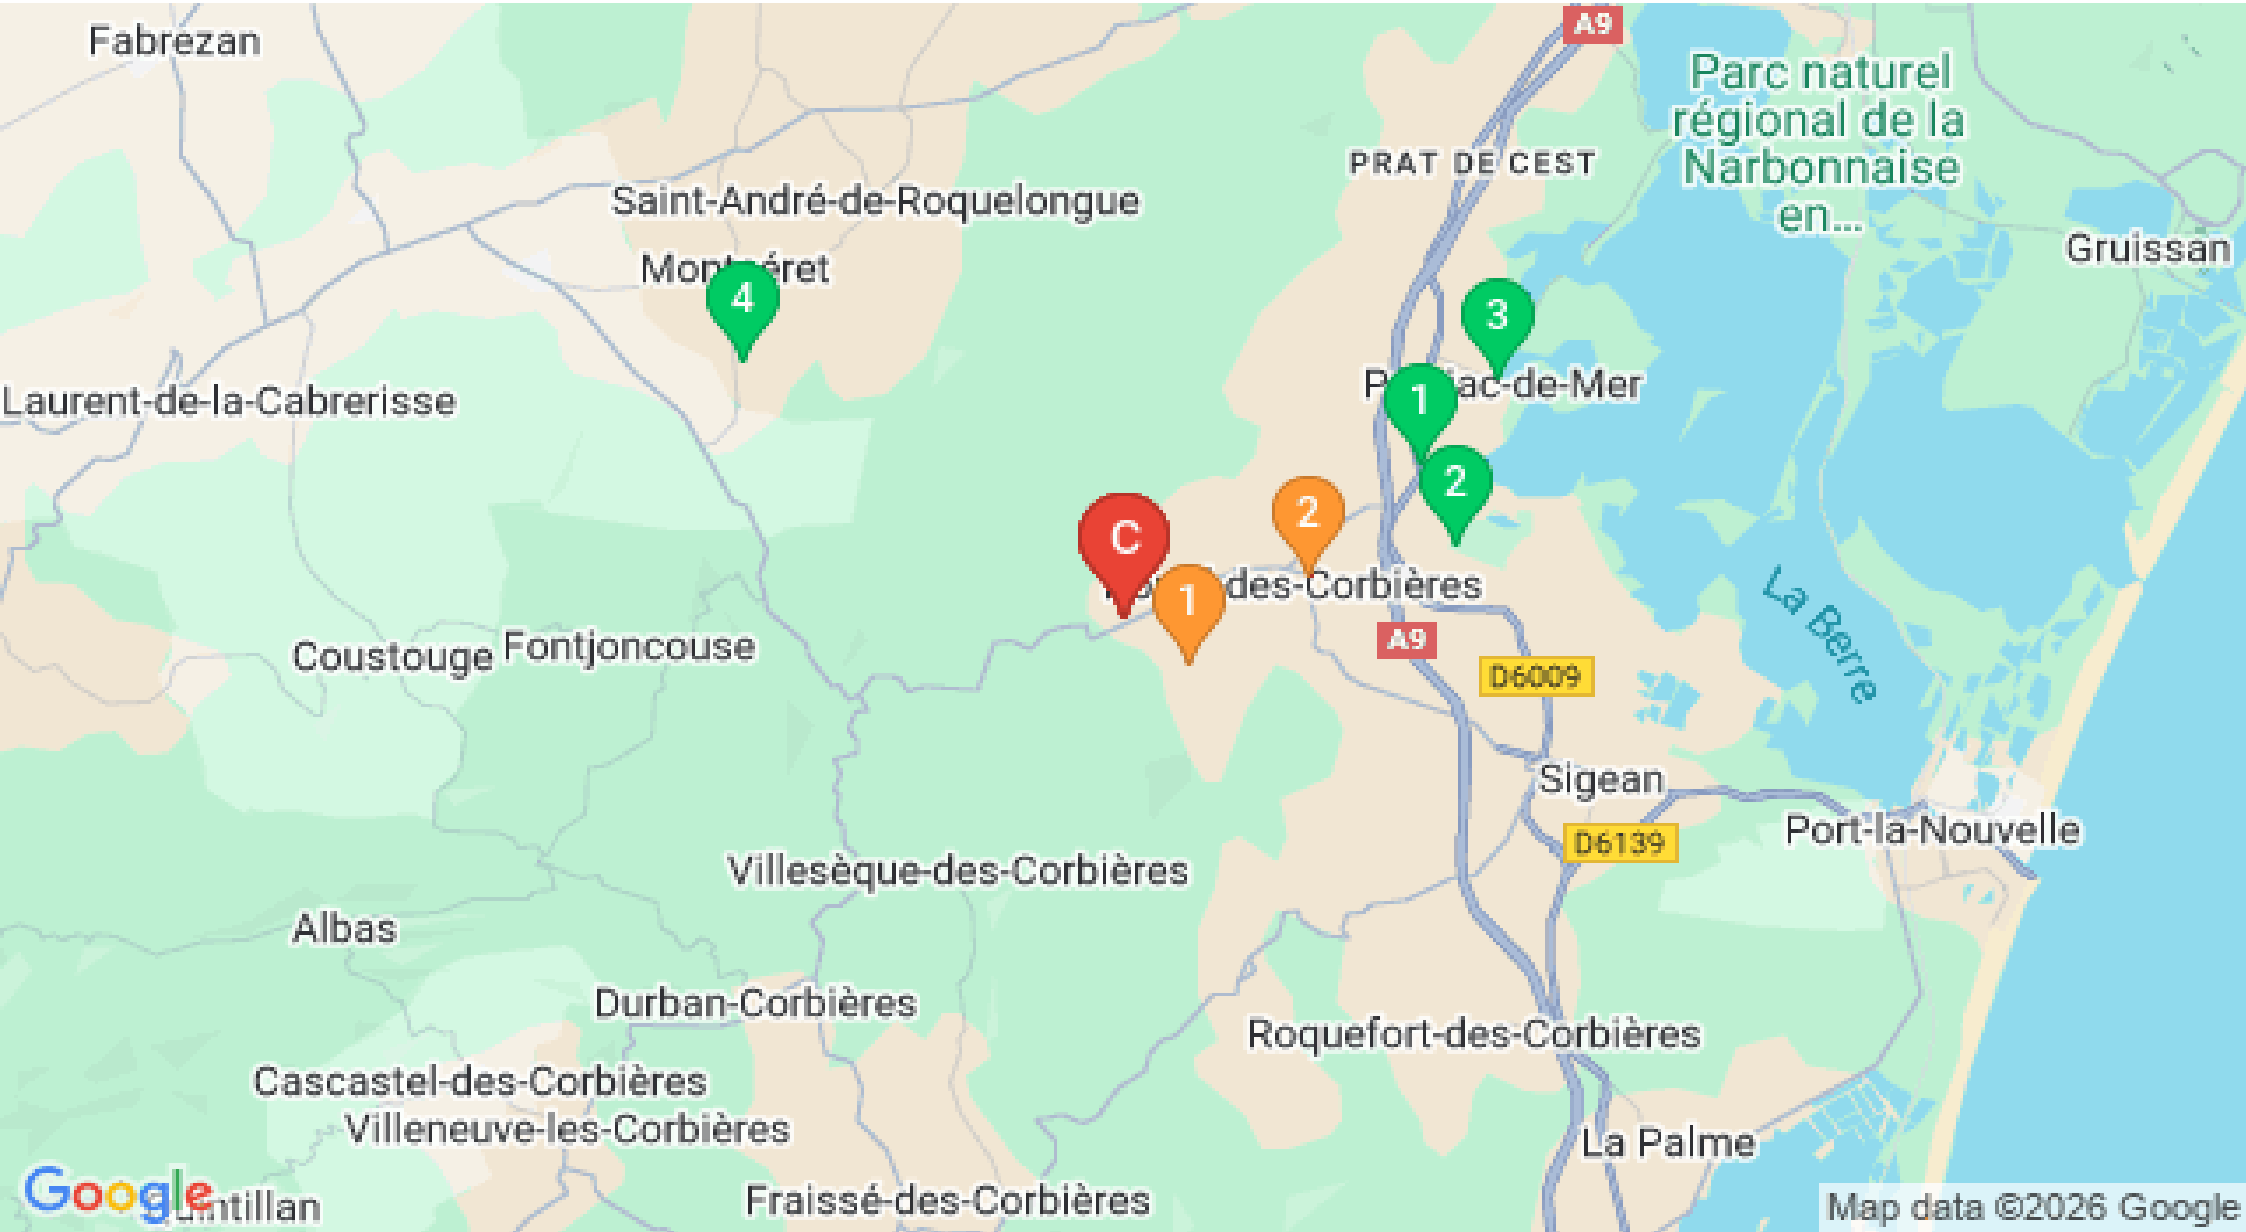 Fabrezan
A9
Parc naturel
régional de la
Narbonnaise
en...
PRAT DE CEST
Saint-André-de-Roquelongue
Gruissan
4
3
Laurent-de-la-Cabrerisse
1
2
C
2
1
des-Corbières
La Berre
A9
Coustouge
Fontjoncouse
D6009
Sigean
D6139
Port-la-Nouvelle
Villesèque-des-Corbières
Albas
Durban-Corbières
Roquefort-des-Corbières
Cascastel-des-Corbières
Villeneuve-les-Corbières
La Palme
Google
Fraissé-des-Corbières
Map data ©2026 Google